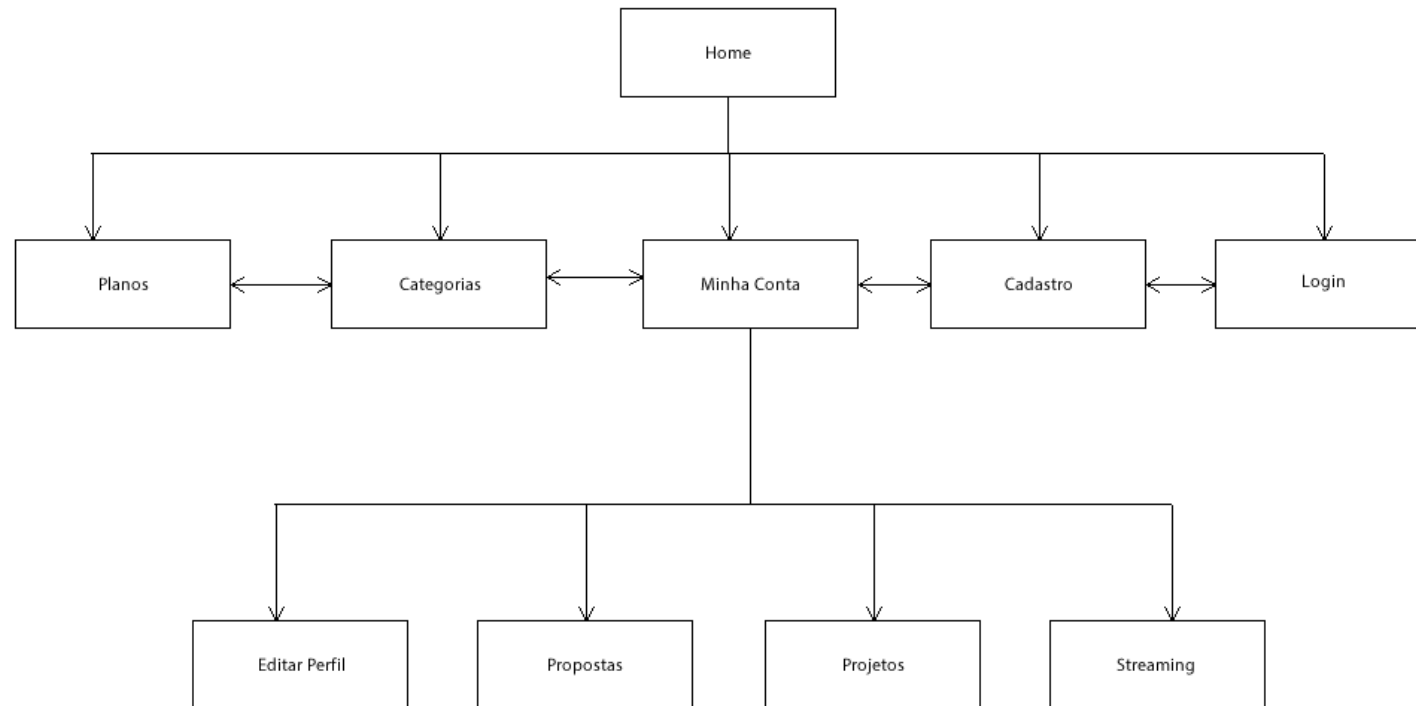 Home
Planos
Categorias
Minha Conta
Cadastro
Login
Editar Perfil
Propostas
Projetos
Streaming